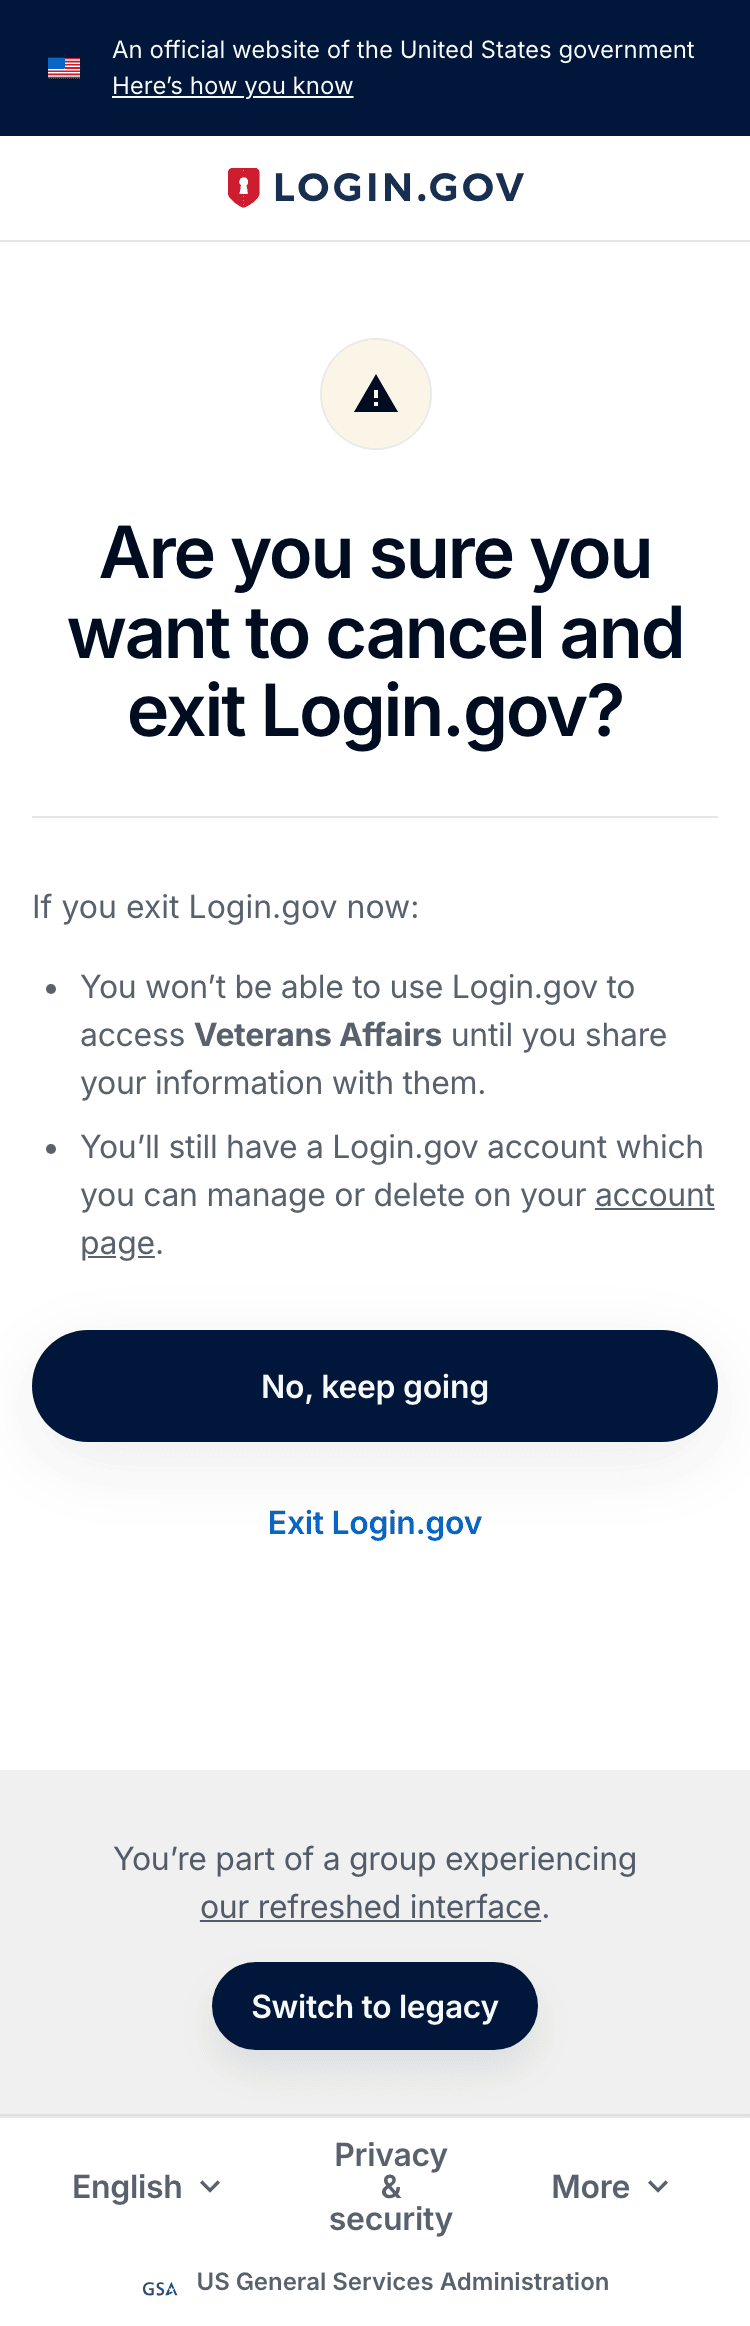 An official website of the United States government
Here’s how you know
LOGIN.GOV
Are you sure you
want to cancel and
exit Login.gov?
If you exit Login.gov now:
• You won’t be able to use Login.gov to
access Veterans Affairs until you share
your information with them.
• You’ll still have a Login.gov account which
you can manage or delete on your account
page.
No, keep going
Exit Login.gov
You’re part of a group experiencing
our refreshed interface.
Switch to legacy
English
Privacy
&
security
More
GSA US General Services Administration